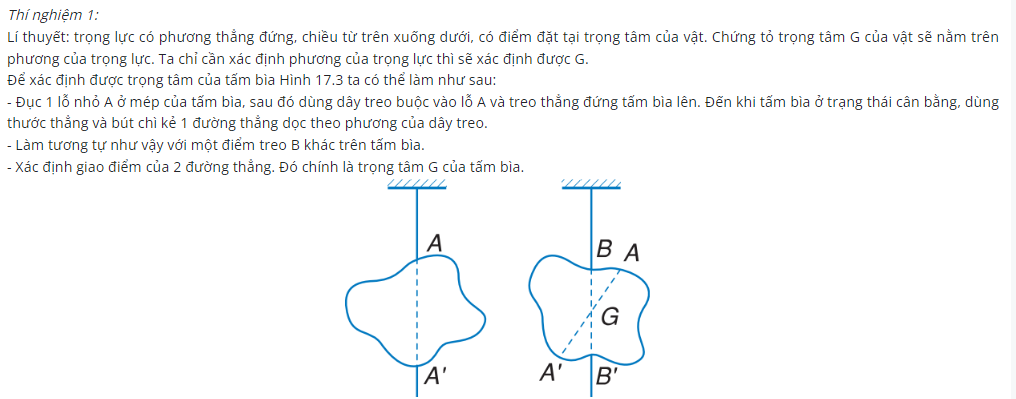 Thí nghiệm 1:
Lí thuyết: trọng lực có phương thẳng đứng, chiều từ trên xuống dưới, có điểm đặt tại trọng tâm của vật. Chứng tỏ trọng tâm G của vật sẽ nằm trên
phương của trọng lực. Ta chỉ cần xác định phương của trọng lực thì sẽ xác định được G.
Để xác định được trọng tâm của tấm bìa Hình 17.3 ta có thể làm như sau:
- Đục 1 lỗ nhỏ A ở mép của tấm bìa, sau đó dùng dây treo buộc vào lỗ A và treo thẳng đứng tấm bìa lên. Đến khi tấm bìa ở trạng thái cân bằng, dùng
thước thẳng và bút chì kẻ 1 đường thẳng dọc theo phương của dây treo.
- Làm tương tự như vậy với một điểm treo B khác trên tấm bìa.
- Xác định giao điểm của 2 đường thẳng. Đó chính là trọng tâm G của tấm bìa.
A
B A
G
A'
A' B'